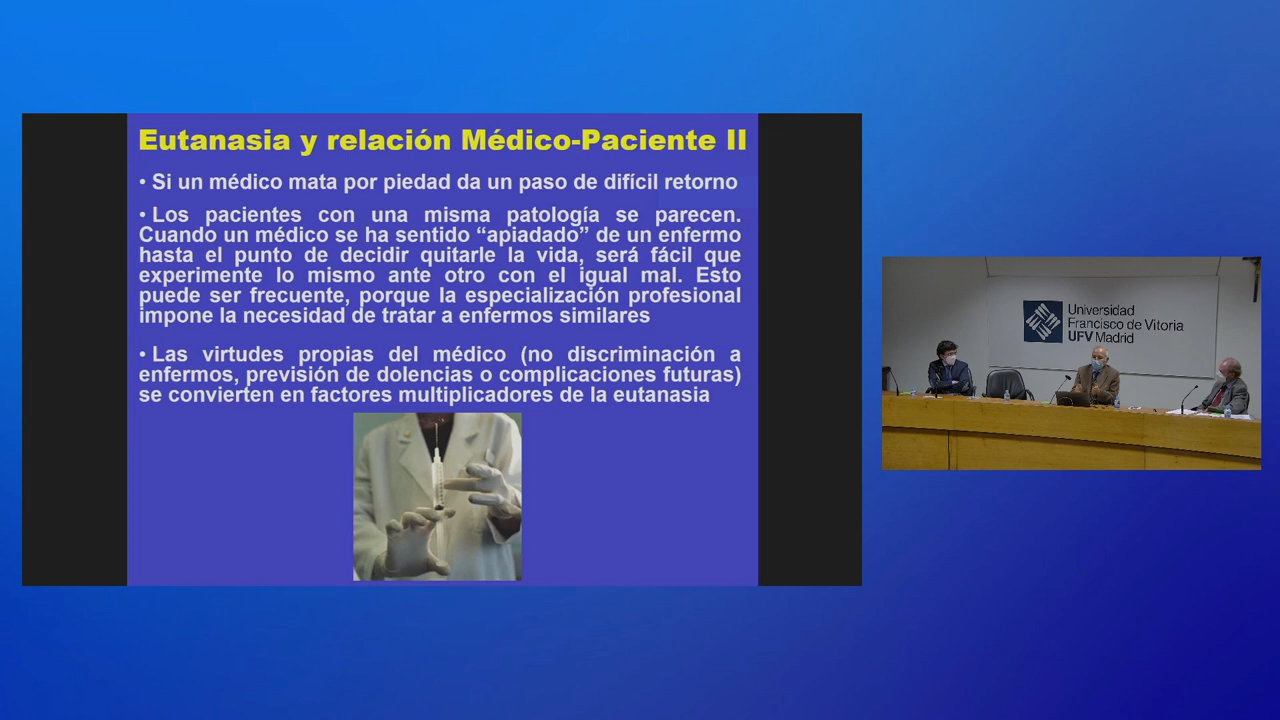 Eutanasia y relación Médico-Paciente II
• Si un médico mata por piedad da un paso de difícil retorno
• Los pacientes con una misma patología se parecen.
Cuando un médico se ha sentido “apiadado” de un enfermo
hasta el punto de decidir quitarle la vida, será fácil que
experimente lo mismo ante otro con el igual mal. Esto
puede ser frecuente, porque la especialización profesional
impone la necesidad de tratar a enfermos similares
• Las virtudes propias del médico (no discriminación a
enfermos, previsión de dolencias o complicaciones futuras)
se convierten en factores multiplicadores de la eutanasia
Universidad
Francisco de Vitoria
UFV Madrid